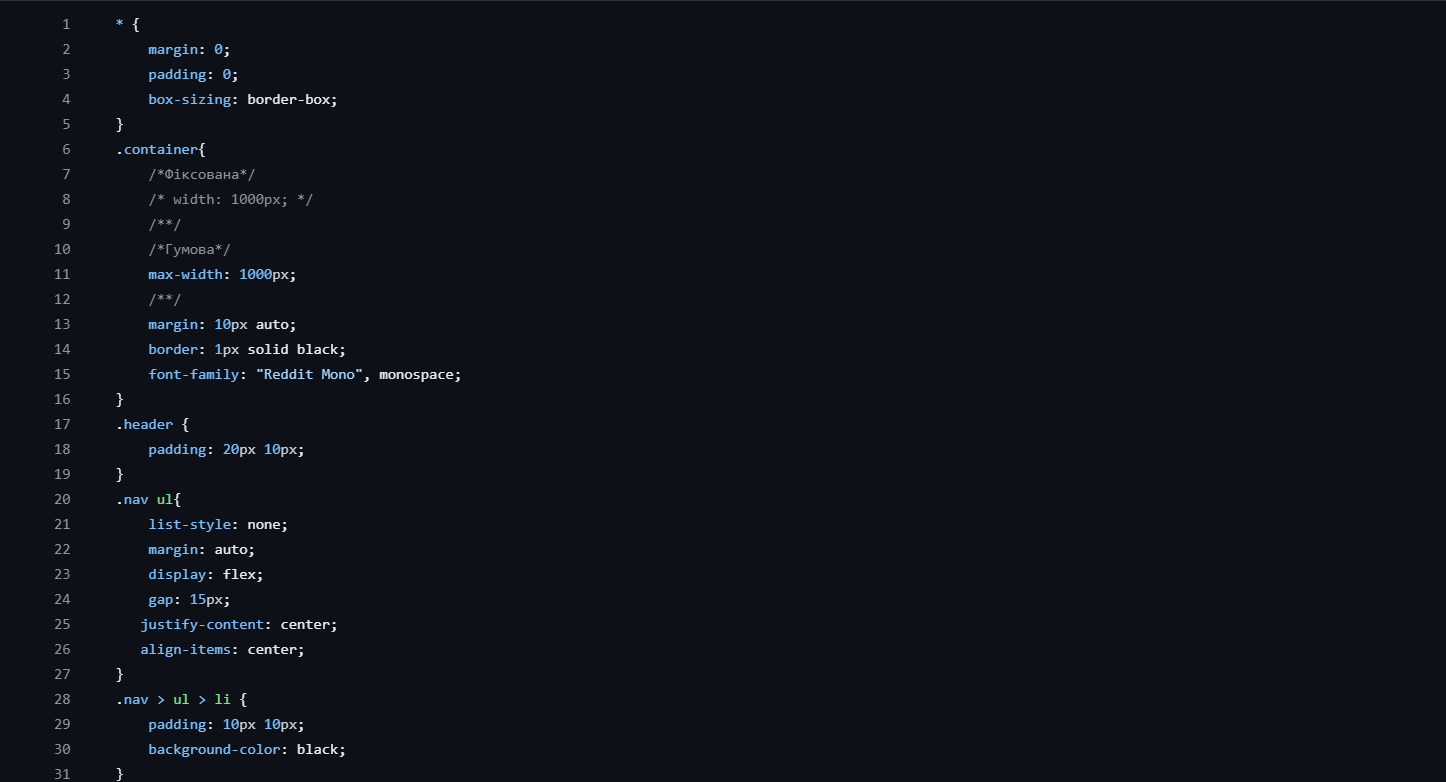 1 * {
2 margin: 0;
3 padding: 0;
4 box-sizing: border-box;
5 }
6 .container{
7 /*Фіксована*/
8 /* width: 1000px; */
9 /**/
10 /*Гумова*/
11 max-width: 1000px;
12 /**/
13 margin: 10px auto;
14 border: 1px solid black;
15 font-family: "Reddit Mono", monospace;
16 }
17 .header {
18 padding: 20px 10px;
19 }
20 .nav ul{
21 list-style: none;
22 margin: auto;
23 display: flex;
24 gap: 15px;
25 justify-content: center;
26 align-items: center;
27 }
28 .nav > ul > li {
29 padding: 10px 10px;
30 background-color: black;
31 }